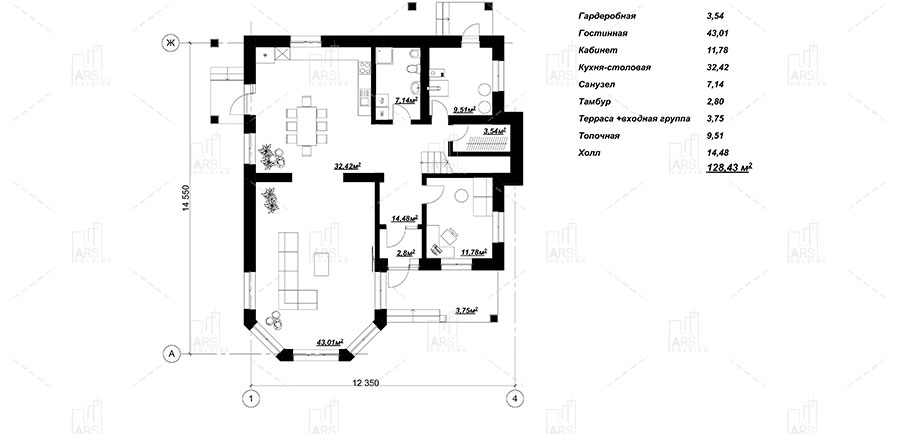 Гардеробная 3,54
Гостинная 43,01
Кабинет 11,78
Кухня-столовая 32,42
Санузел 7,14
Тамбур 2,80
Терраса +входная группа 3,75
Топочная 9,51
Холл 14,48
128,43 м²
Ж
7,14м²
9,51м²
3,54м²
32,42м²
14 550
14,48м²
2,8м²
11,78м²
3,75м²
43,01м²
А
12 350
1
4
ARS
HOLDING